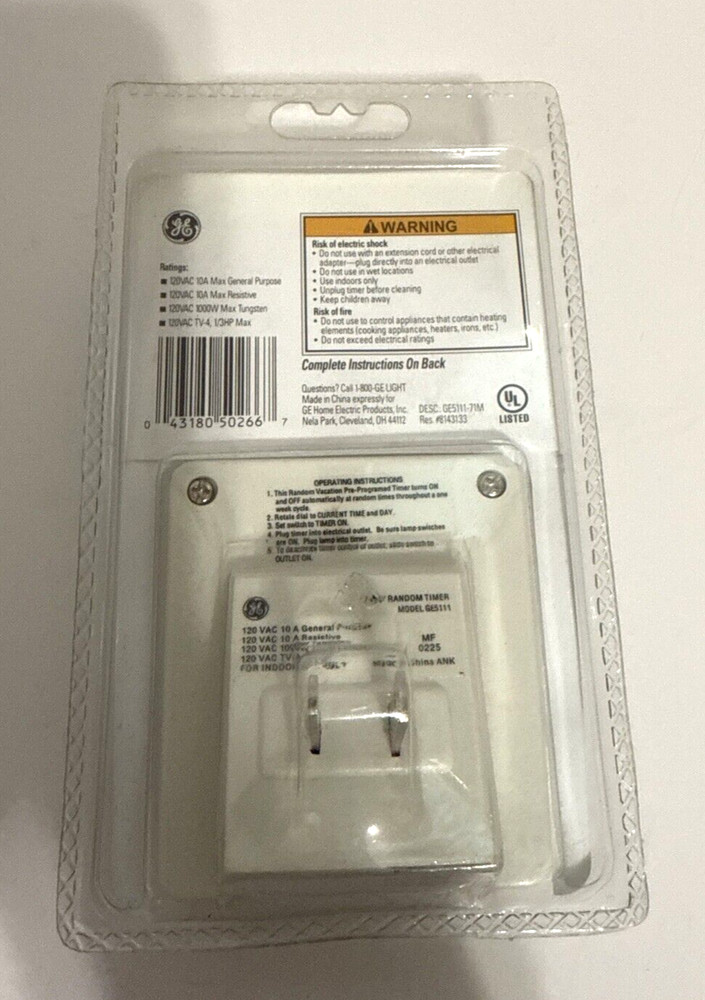 GE
Ratings:
■ 120VAC 10A Max General Purpose
■ 120VAC 10A Max Resistive
■ 120VAC 1000W Max Tungsten
■ 120VAC TV-4, 1/3HP Max
0 43180 50266 7
WARNING
Risk of electric shock
• Do not use with an extension cord or other electrical
adapter—plug directly into an electrical outlet
• Do not use in wet locations
• Use indoors only
• Unplug timer before cleaning
• Keep children away
Risk of fire
• Do not use to control appliances that contain heating
elements (cooking appliances, heaters, irons, etc.)
• Do not exceed electrical ratings
Complete Instructions On Back
Questions? Call 1-800-GE LIGHT
Made in China expressly for
GE Home Electric Products, Inc.
Nela Park, Cleveland, OH 44112
DESC: GE5111-71M
Res. #8143133
UL
LISTED
OPERATING INSTRUCTIONS
1. This Random Vacation Pre-Programed Timer turns ON
and OFF automatically at random times throughout a one
week cycle.
2. Rotate dial to CURRENT TIME and DAY.
3. Set switch to TIMER ON.
4. Plug timer into electrical outlet. Be sure lamp switches
are ON. Plug lamp into timer.
5. To deactivate timer control of outlet, slide switch to
OUTLET ON.
GE
RANDOM TIMER
MODEL GE5111
120 VAC 10 A General
120 VAC 10 A Resistive
120 VAC
120 VAC
FOR
MF
0225
China ANK